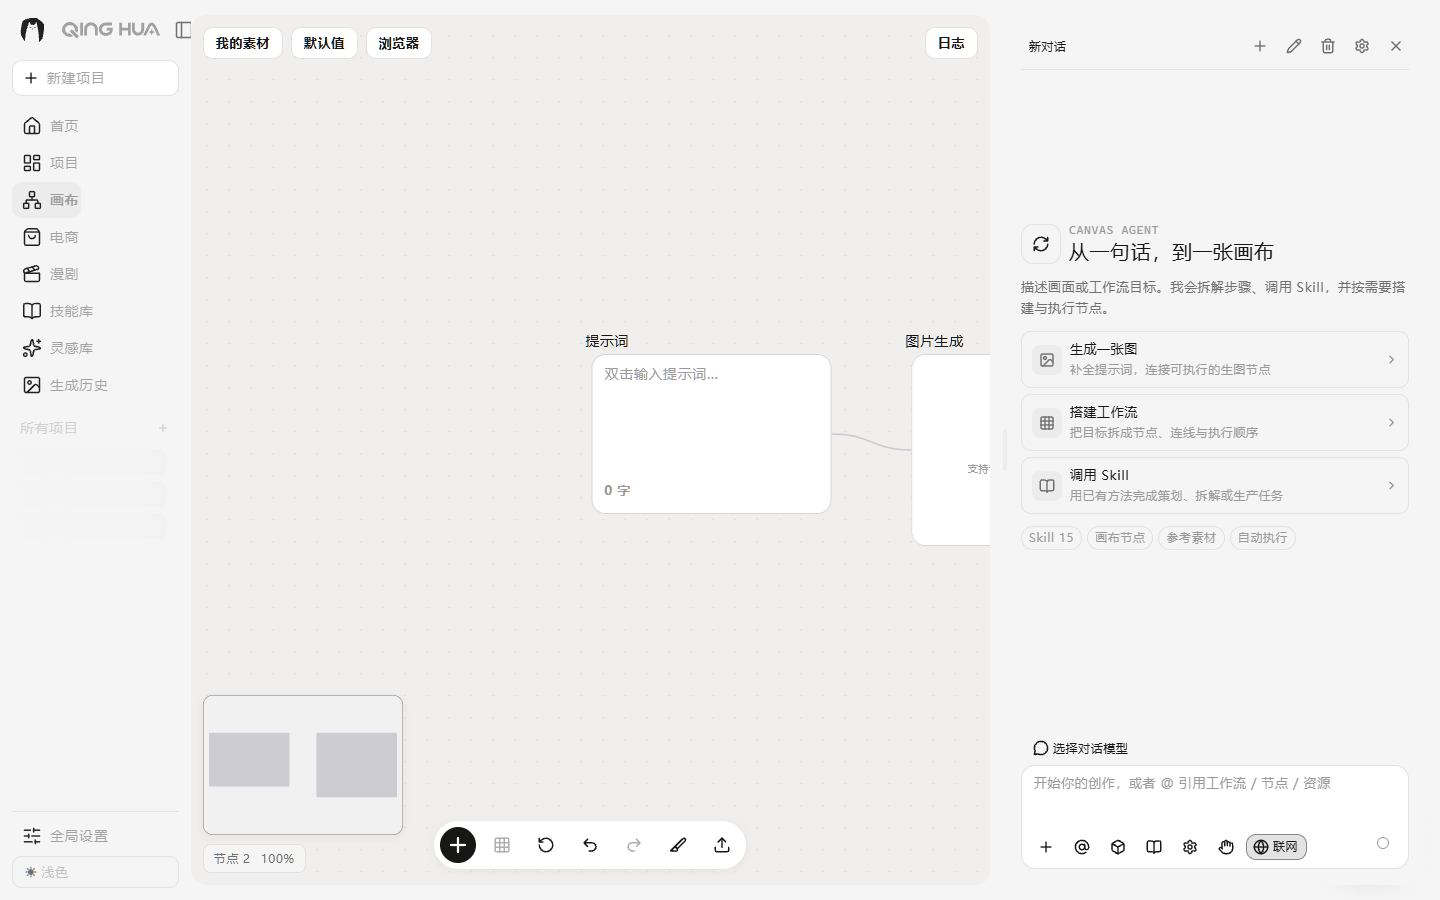 QING HUA
新建项目
首页
项目
画布
电商
漫剧
技能库
灵感库
生成历史
所有项目 +
全局设置
浅色
我的素材
默认值
浏览器
日志
提示词
双击输入提示词...
0 字
图片生成
支持
节点 2 100%
新对话
CANVAS AGENT
从一句话，到一张画布
描述画面或工作流目标。我会拆解步骤、调用 Skill，并按需要搭
建与执行节点。
生成一张图
补全提示词，连接可执行的生图节点
搭建工作流
把目标拆成节点、连线与执行顺序
调用 Skill
用已有方法完成策划、拆解或生产任务
Skill 15
画布节点
参考素材
自动执行
选择对话模型
开始你的创作，或者 @ 引用工作流 / 节点 / 资源
联网